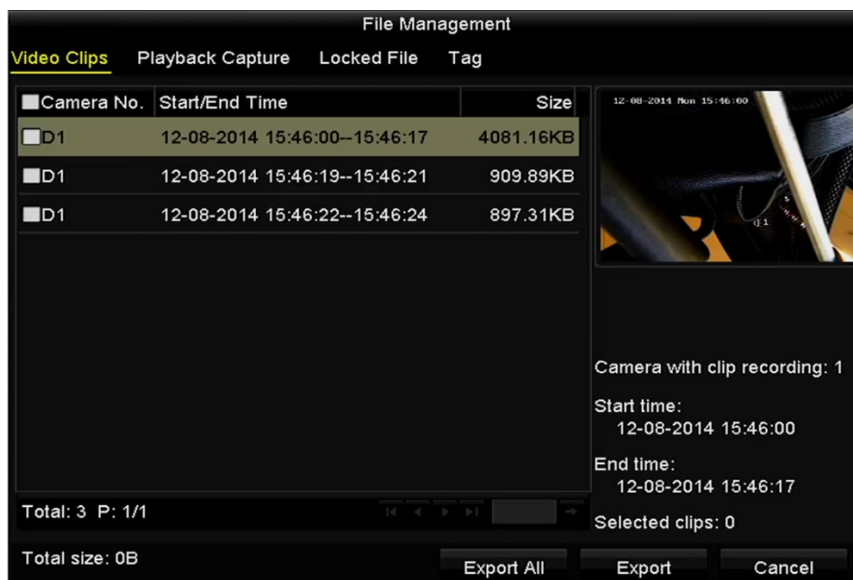 File Management
Video Clips Playback Capture Locked File Tag
Camera No. Start/End Time Size
D1 12-08-2014 15:46:00--15:46:17 4081.16KB
D1 12-08-2014 15:46:19--15:46:21 909.89KB
D1 12-08-2014 15:46:22--15:46:24 897.31KB
Total: 3 P: 1/1
Total size: 0B
12-08-2014 Mon 15:46:00
Camera with clip recording: 1
Start time:
12-08-2014 15:46:00
End time:
12-08-2014 15:46:17
Selected clips: 0
Export All Export Cancel